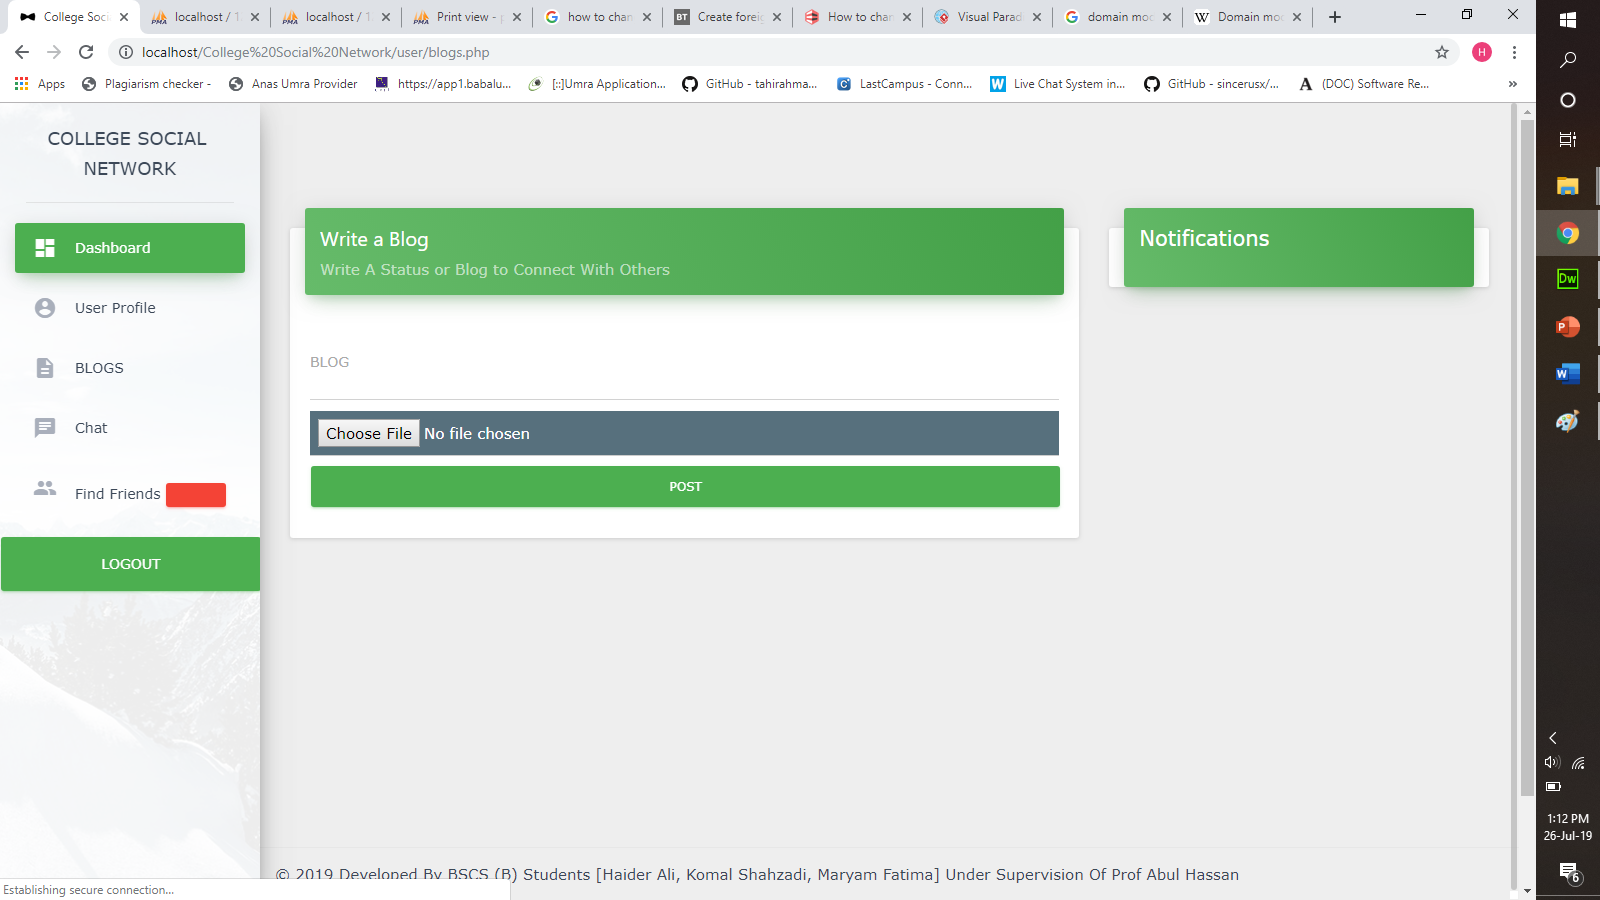 College Soci
localhost / 1
localhost / 1
Print view - p
how to chan
Create foreig
How to char
Visual Parad
domain moc
Domain moc
localhost/College%20Social%20Network/user/blogs.php
H
Apps
Plagiarism checker -
Anas Umra Provider
https://app1.babalu...
[::]Umra Application...
GitHub - tahirahma...
LastCampus - Conn...
Live Chat System in...
GitHub - sincerusx/...
(DOC) Software Re...
COLLEGE SOCIAL
NETWORK
Dashboard
User Profile
BLOGS
Chat
Find Friends
LOGOUT
Write a Blog
Write A Status or Blog to Connect With Others
BLOG
Choose File No file chosen
POST
Notifications
© 2019 Developed By BSCS (B) Students [Haider Ali, Komal Shahzadi, Maryam Fatima] Under Supervision Of Prof Abul Hassan
Establishing secure connection...
Dw
1:12 PM
26-Jul-19
6